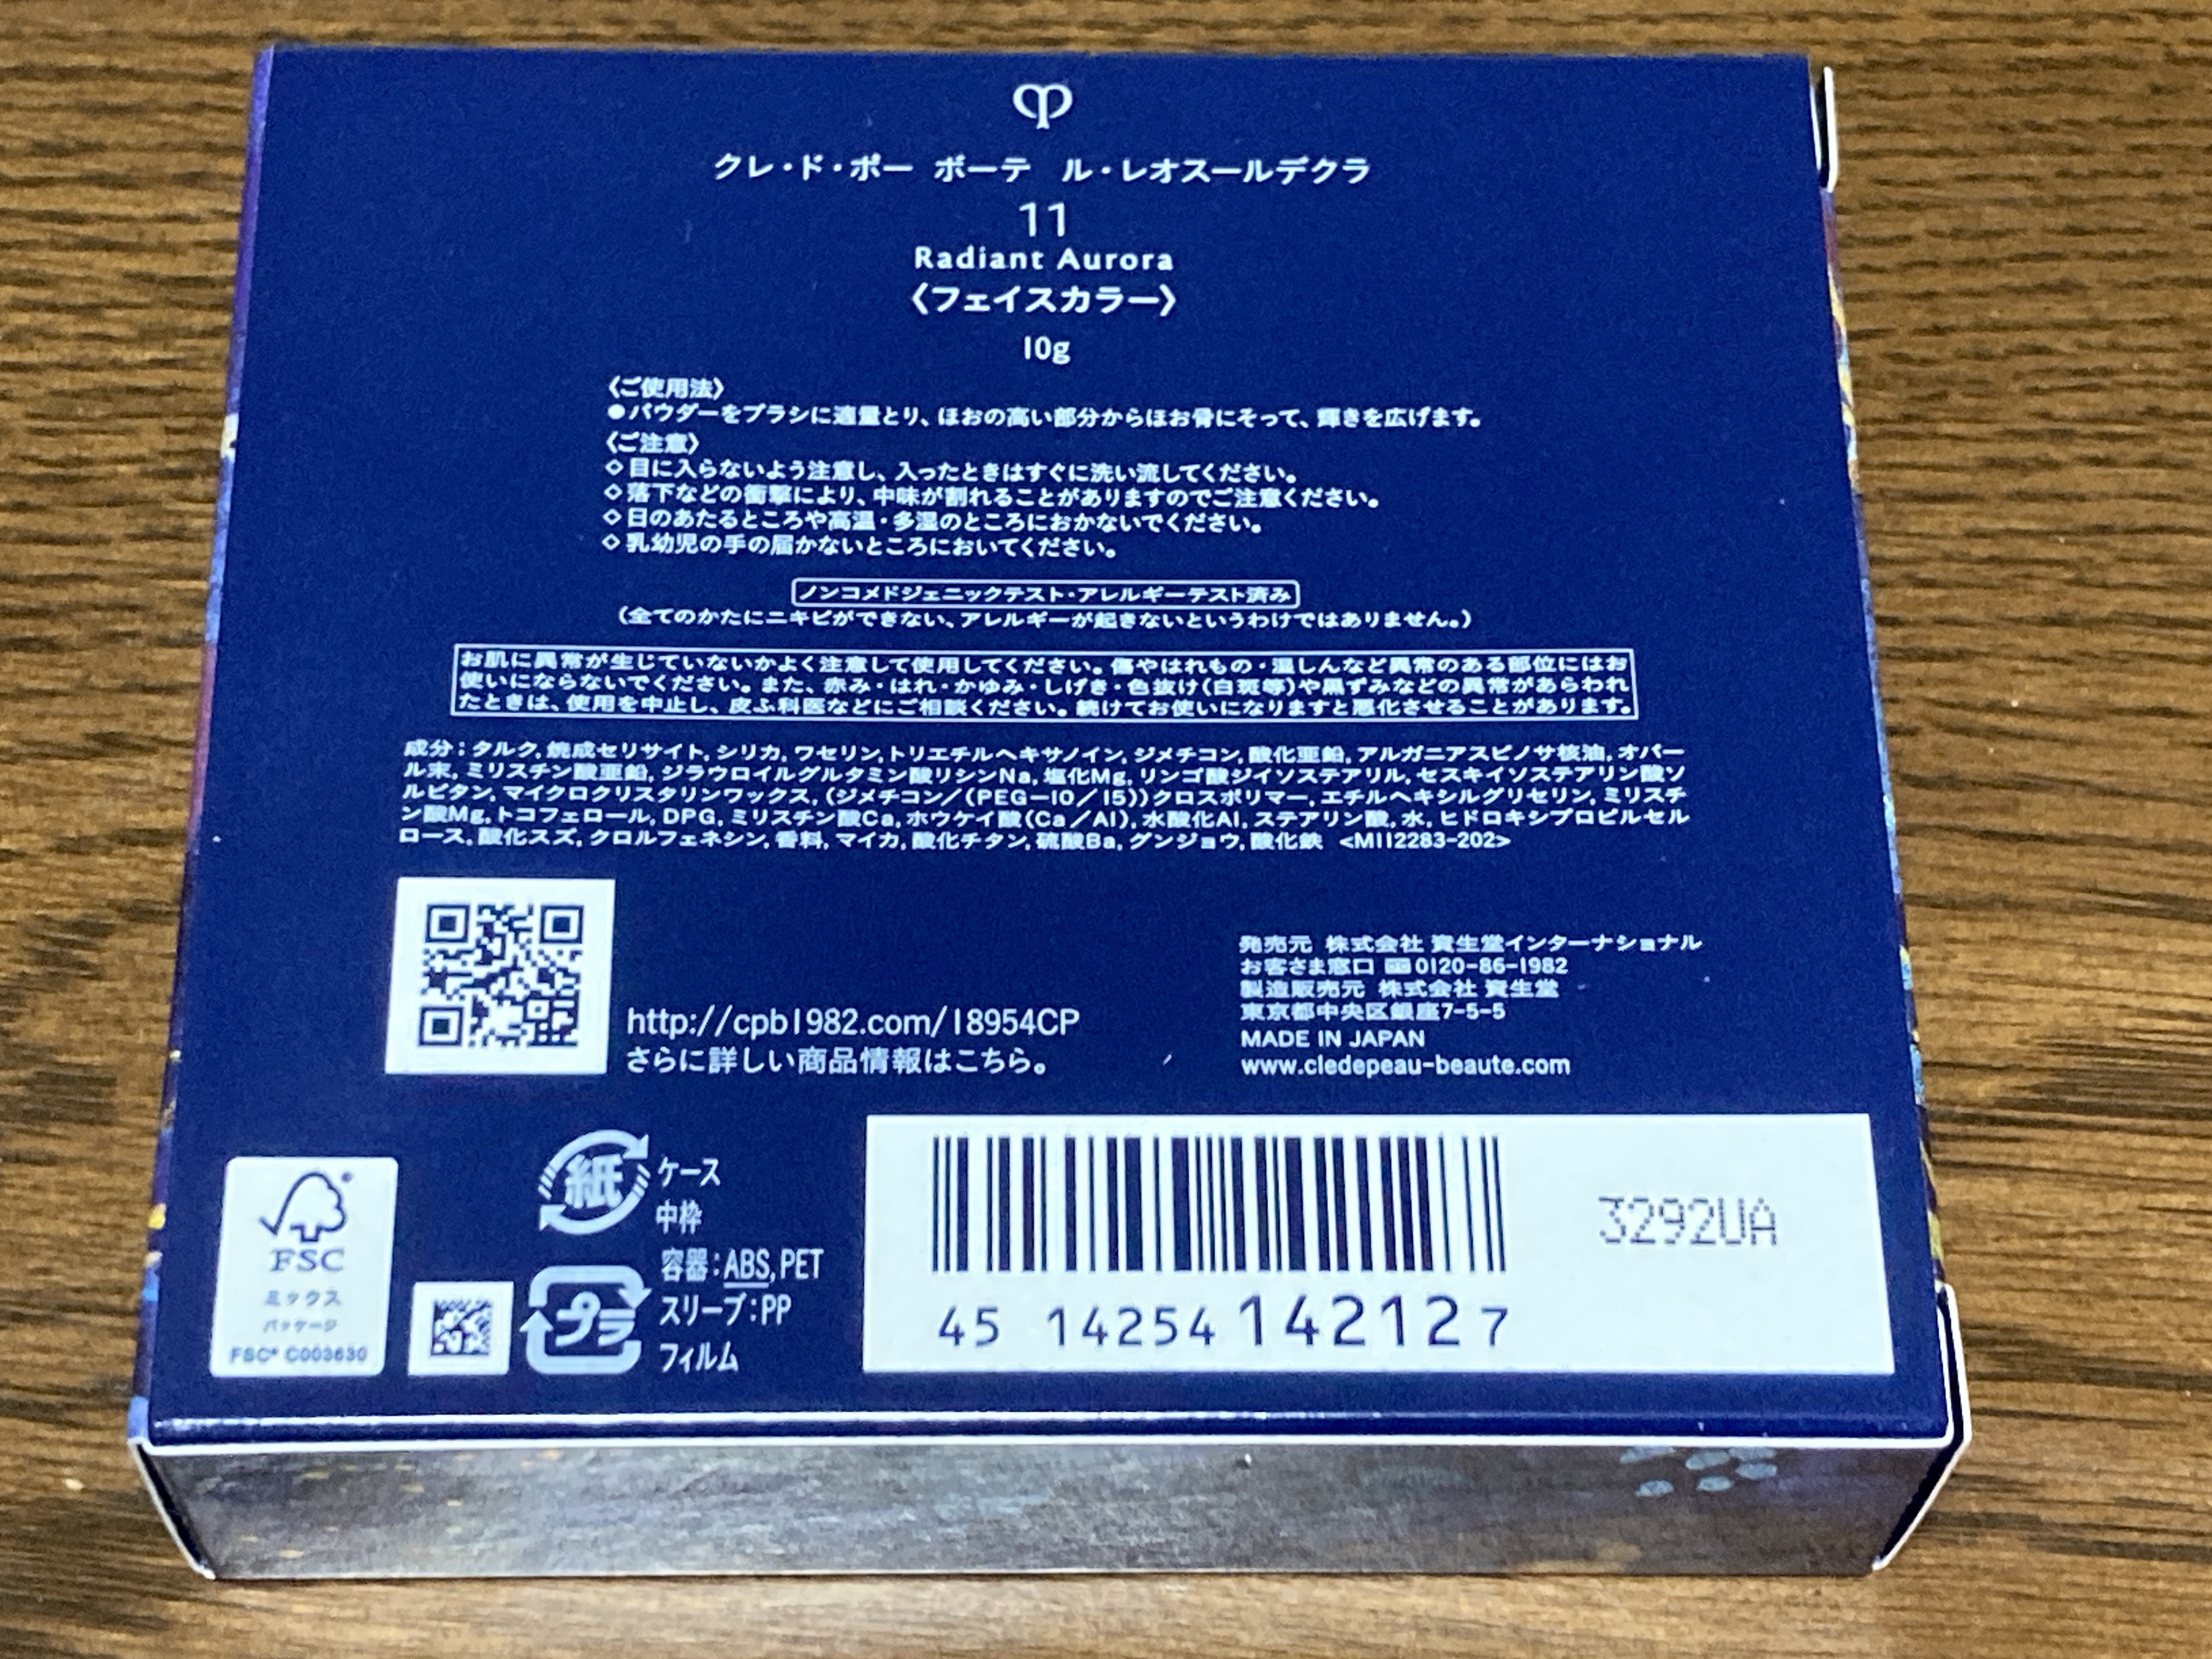 クレ・ド・ポー ボーテ ル・レオスールデクラ
11
Radiant Aurora
〈フェイスカラー〉
10g
〈ご使用法〉
●パウダーをブラシに適量とり、ほおの高い部分からほお骨にそって、輝きを広げます。
〈ご注意〉
◇目に入らないよう注意し、入ったときはすぐに洗い流してください。
◇落下などの衝撃により、中味が割れることがありますのでご注意ください。
◇日のあたるところや高温・多湿のところにおかないでください。
◇乳幼児の手の届かないところにおいてください。
ノンコメドジェニックテスト・アレルギーテスト済み
(全てのかたにニキビができない、アレルギーが起きないというわけではありません。)
お肌に異常が生じていないかよく注意して使用してください。傷やはれもの・湿しんなど異常のある部位にはお
使いにならないでください。また、赤み・はれ・かゆみ・しげき・色抜け(白斑等)や黒ずみなどの異常があらわれ
たときは、使用を中止し、皮ふ科医などにご相談ください。続けてお使いになりますと悪化させることがあります。
成分:タルク,焼成セリサイト,シリカ,ワセリン,トリエチルヘキサノイン,ジメチコン,酸化亜鉛,アルガニアスピノサ核油,オパー
ル末,ミリスチン酸亜鉛,ジラウロイルグルタミン酸リシンNa,塩化Mg,リンゴ酸ジイソステアリル,セスキイソステアリン酸ソ
ルビタン,マイクロクリスタリンワックス,(ジメチコン/(PEG-10/15))クロスポリマー,エチルヘキシルグリセリン,ミリスチ
ン酸Mg,トコフェロール,DPG,ミリスチン酸Ca,ホウケイ酸(Ca/Al),水酸化Al,ステアリン酸,水,ヒドロキシプロピルセル
ロース,酸化スズ,クロルフェネシン,香料,マイカ,酸化チタン,硫酸Ba,グンジョウ,酸化鉄 <M112283-202>
http://cpb1982.com/18954CP
さらに詳しい商品情報はこちら。
発売元 株式会社 資生堂インターナショナル
お客さま窓口 0120-86-1982
製造販売元 株式会社 資生堂
東京都中央区銀座7-5-5
MADE IN JAPAN
www.cledepeau-beaute.com
FSC
ミックス
パッケージ
FSC® C003630
紙
ケース
中枠
プラ
容器:ABS,PET
スリーブ:PP
フィルム
45 14254 14212 7
3292UA